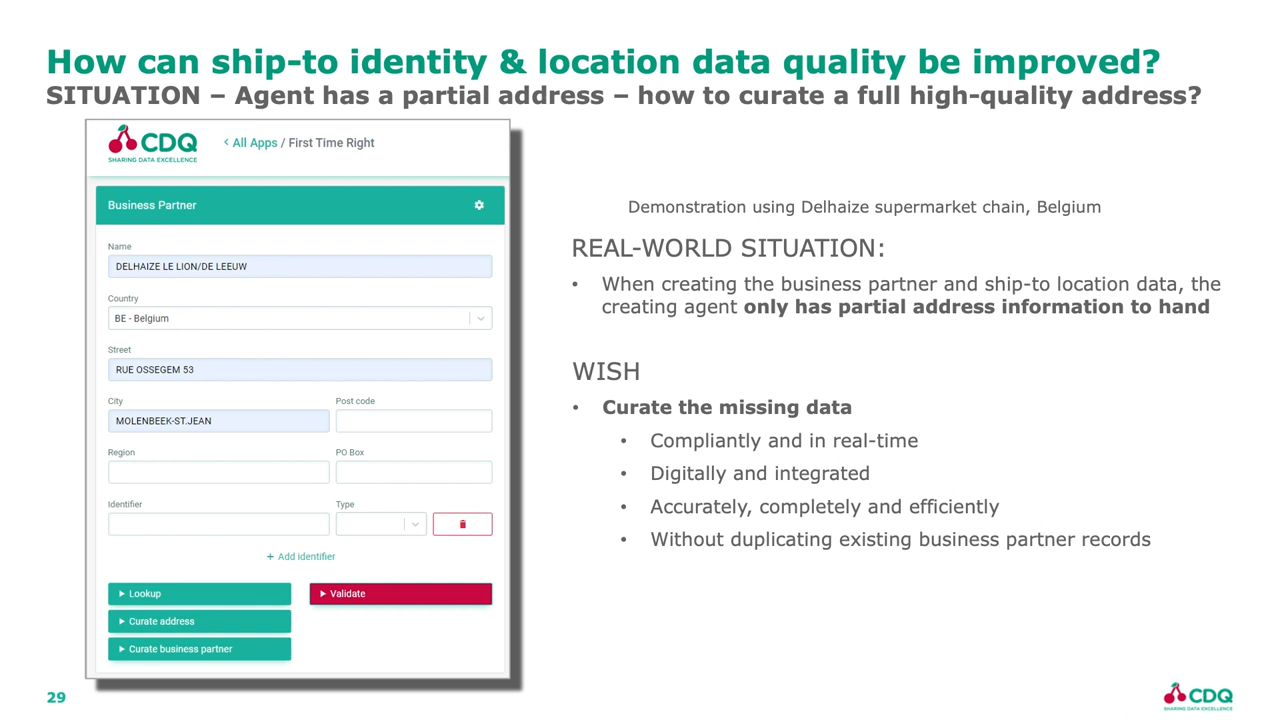 How can ship-to identity & location data quality be improved?
SITUATION – Agent has a partial address – how to curate a full high-quality address?
CDQ
SHARING DATA EXCELLENCE
< All Apps / First Time Right
Business Partner
Name
DELHAIZE LE LION/DE LEEUW
Country
BE - Belgium
Street
RUE OSSEGEM 53
City
Post code
MOLENBEEK-ST.JEAN
Region
PO Box
Identifier
Type
+ Add identifier
Lookup
Validate
Curate address
Curate business partner
Demonstration using Delhaize supermarket chain, Belgium
REAL-WORLD SITUATION:
• When creating the business partner and ship-to location data, the
creating agent only has partial address information to hand
WISH
• Curate the missing data
• Compliantly and in real-time
• Digitally and integrated
• Accurately, completely and efficiently
• Without duplicating existing business partner records
29
CDQ
SHARING DATA EXCELLENCE